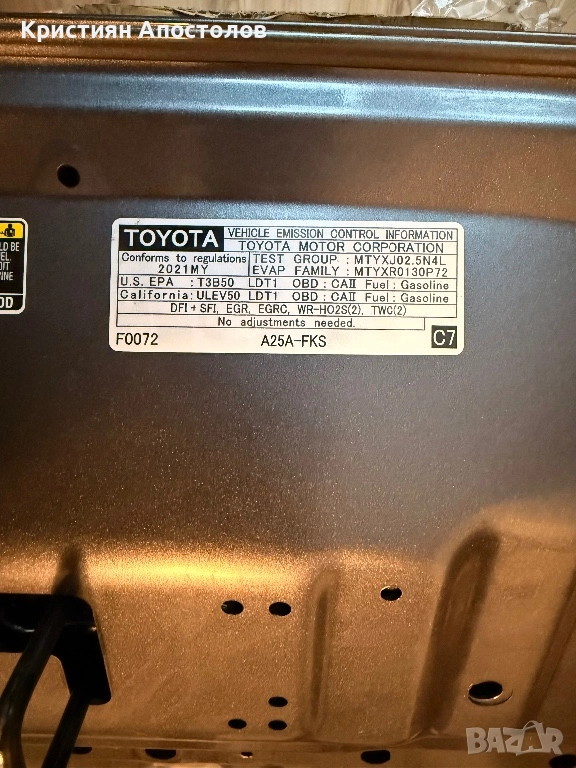 Кристиян Апостолов
TOYOTA
VEHICLE EMISSION CONTROL INFORMATION
TOYOTA MOTOR CORPORATION
Conforms to regulations
2021MY
TEST GROUP : MTYXJ02.5N4L
EVAP FAMILY : MTYXR0130P72
U.S. EPA : T3B50 LDT1 OBD : CAII Fuel : Gasoline
California: ULEV50 LDT1 OBD : CAII Fuel : Gasoline
DFI + SFI, EGR, EGRC, WR-HO2S(2), TWC(2)
No adjustments needed.
F0072 A25A-FKS C7
BAZAR